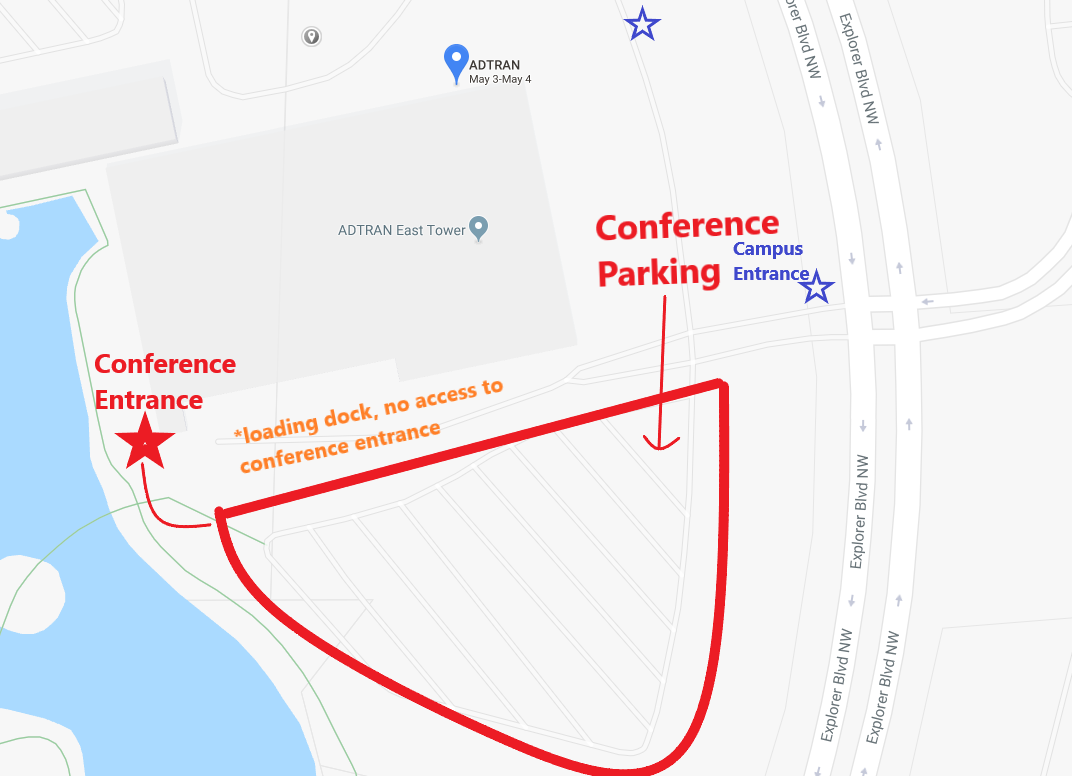 orer Blvd NW
Explorer Blvd NW
ADTRAN
May 3-May 4
Conference
Parking
ADTRAN East Tower
Campus
Entrance
Conference
Entrance
*loading dock, no access to
conference entrance
Explorer Blvd NW
Explorer Blvd NW
Explorer Blvd NW